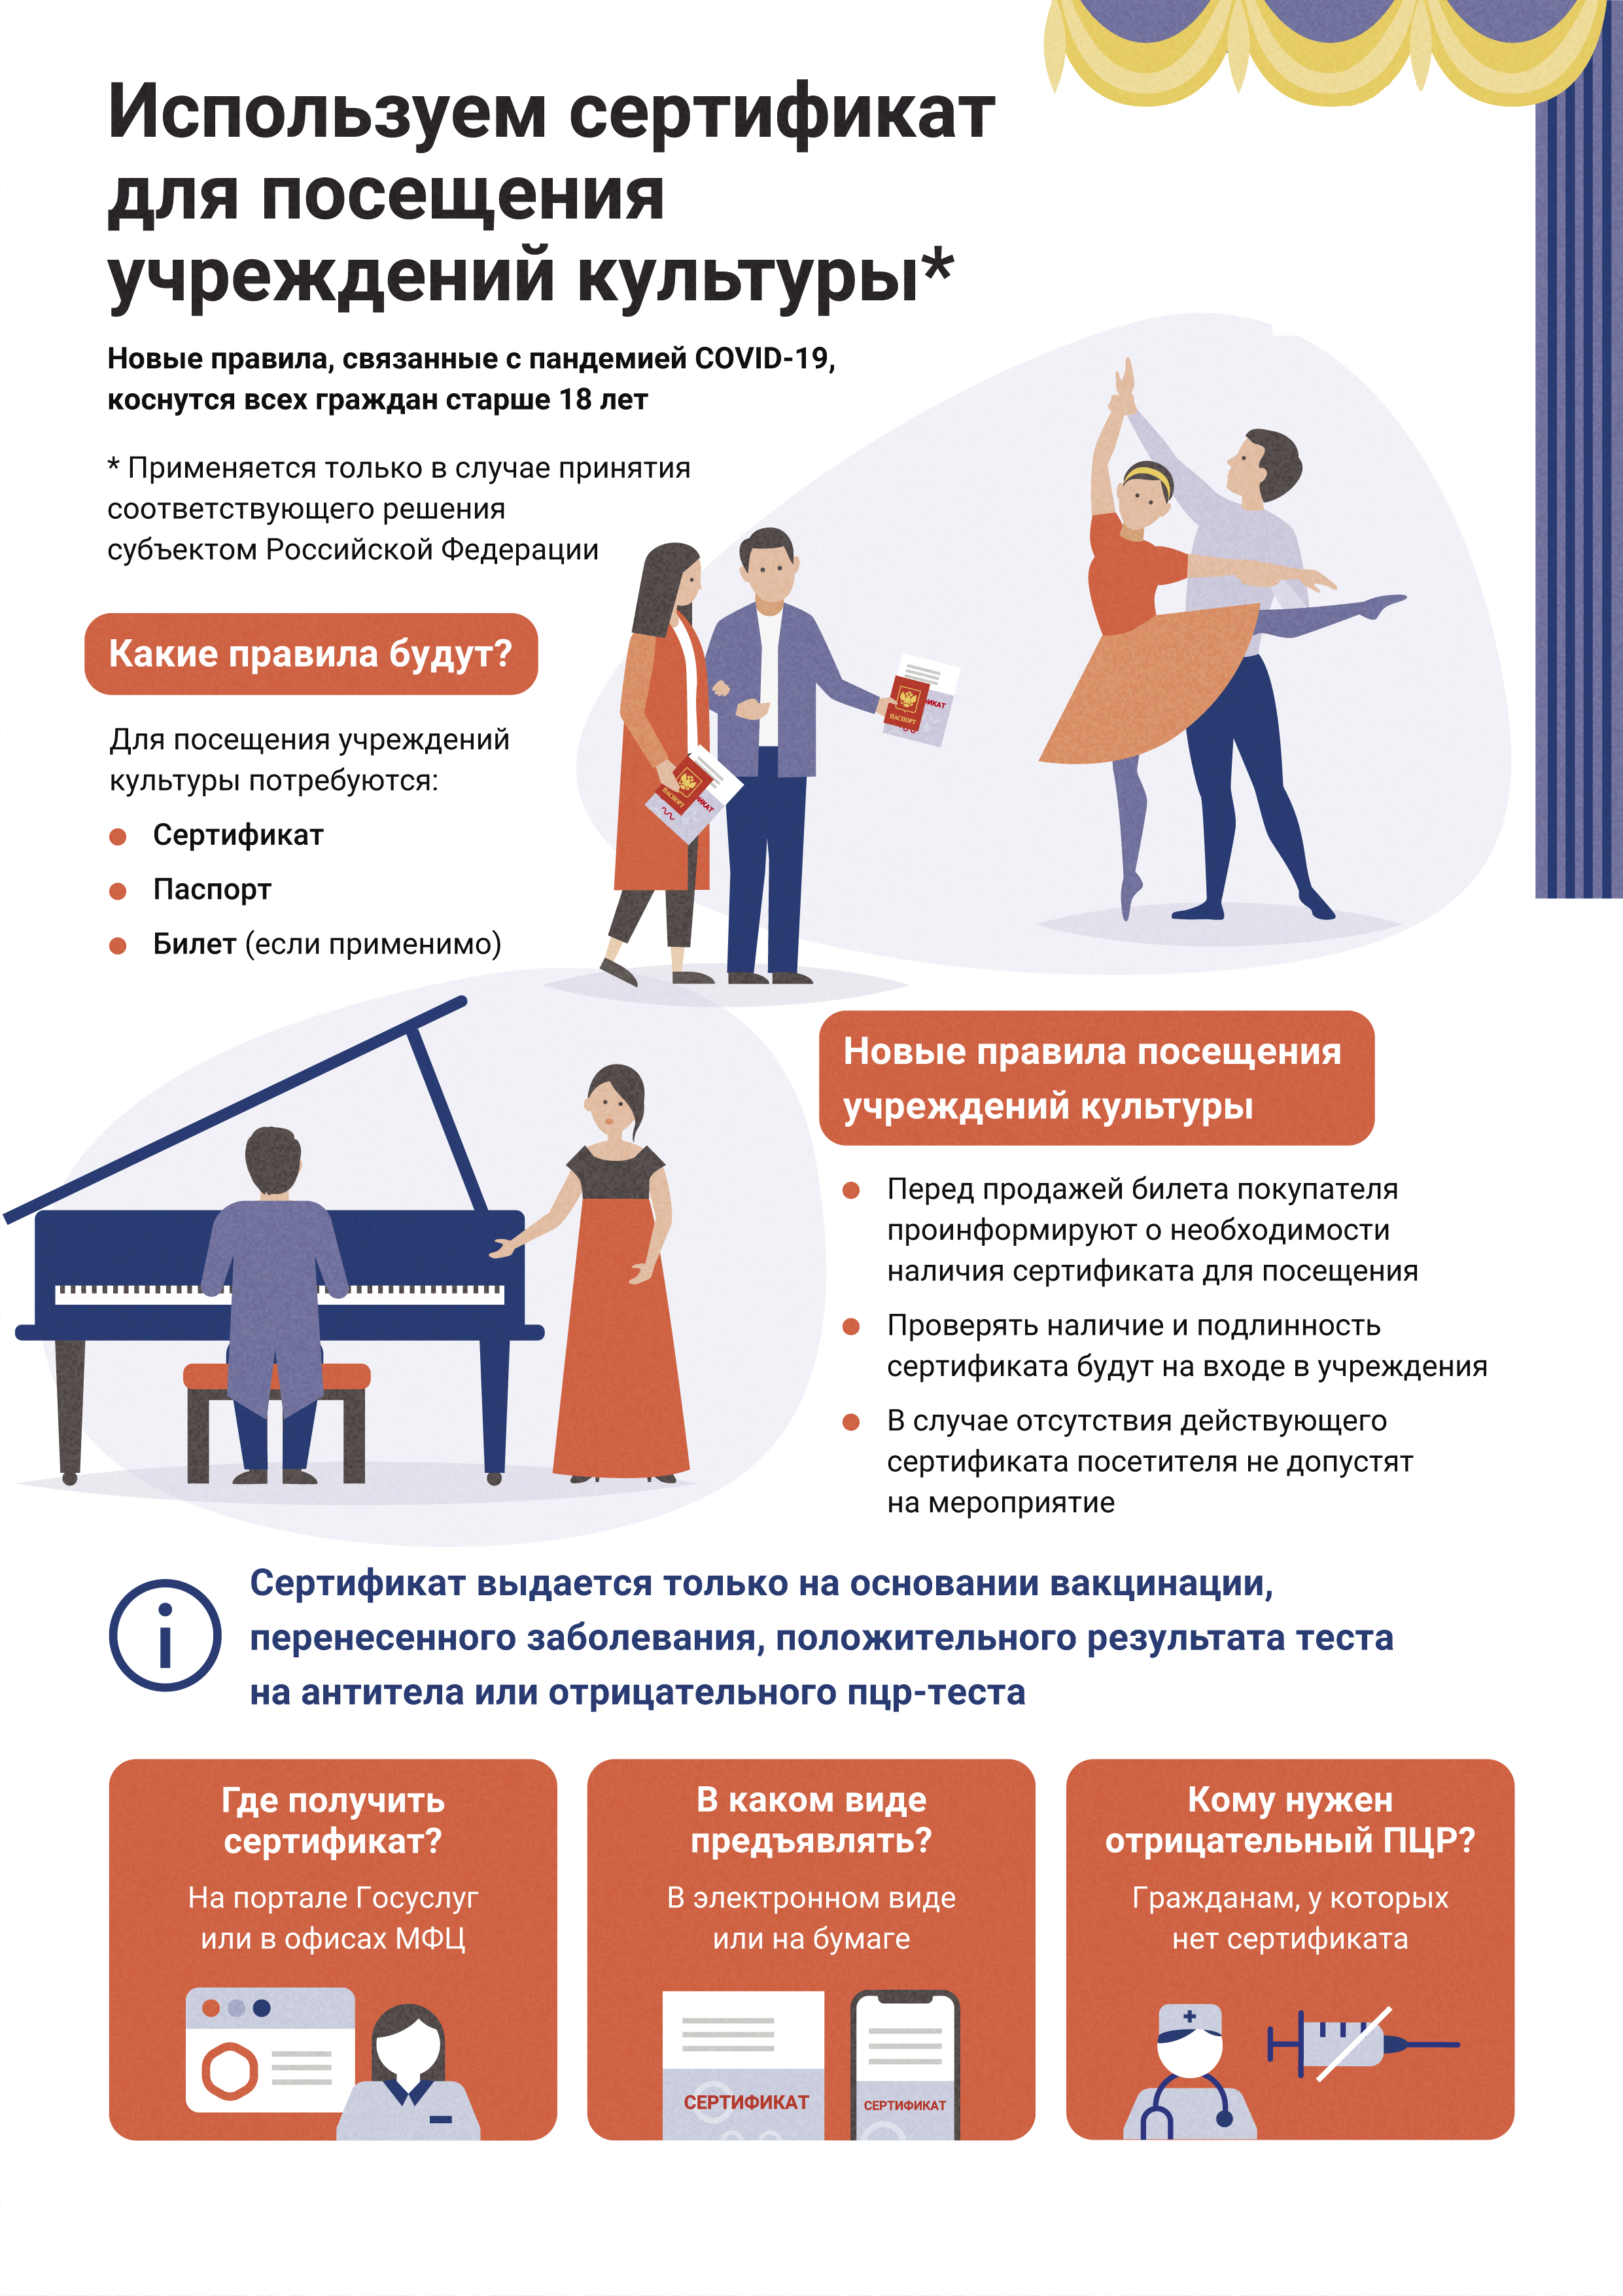 Используем сертификат
для посещения
учреждений культуры*
Новые правила, связанные с пандемией COVID-19,
коснутся всех граждан старше 18 лет
* Применяется только в случае принятия
соответствующего решения
субъектом Российской Федерации
Какие правила будут?
Для посещения учреждений
культуры потребуются:
Сертификат
Паспорт
Билет (если применимо)
ИКАТ
ПАСПОРТ
ИКАТ
ПАСПОРТ
Новые правила посещения
учреждений культуры
Перед продажей билета покупателя
проинформируют о необходимости
наличия сертификата для посещения
Проверять наличие и подлинность
сертификата будут на входе в учреждения
В случае отсутствия действующего
сертификата посетителя не допустят
на мероприятие
i
Сертификат выдается только на основании вакцинации,
перенесенного заболевания, положительного результата теста
на антитела или отрицательного пцр-теста
Где получить
сертификат?
На портале Госуслуг
или в офисах МФЦ
В каком виде
предъявлять?
В электронном виде
или на бумаге
СЕРТИФИКАТ
СЕРТИФИКАТ
Кому нужен
отрицательный ПЦР?
Гражданам, у которых
нет сертификата